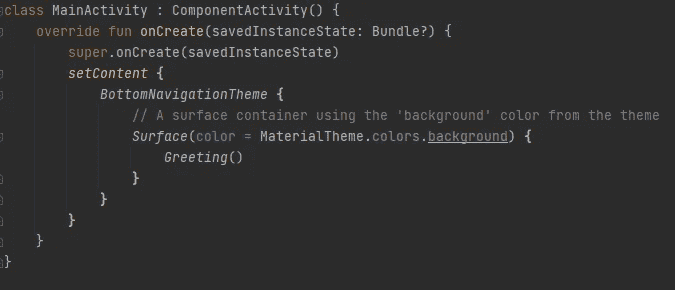 class MainActivity : ComponentActivity() {
override fun onCreate(savedInstanceState: Bundle?) {
super.onCreate(savedInstanceState)
setContent {
BottomNavigationTheme {
// A surface container using the 'background' color from the theme
Surface(color = MaterialTheme.colors.background) {
Greeting()
}
}
}
}
}